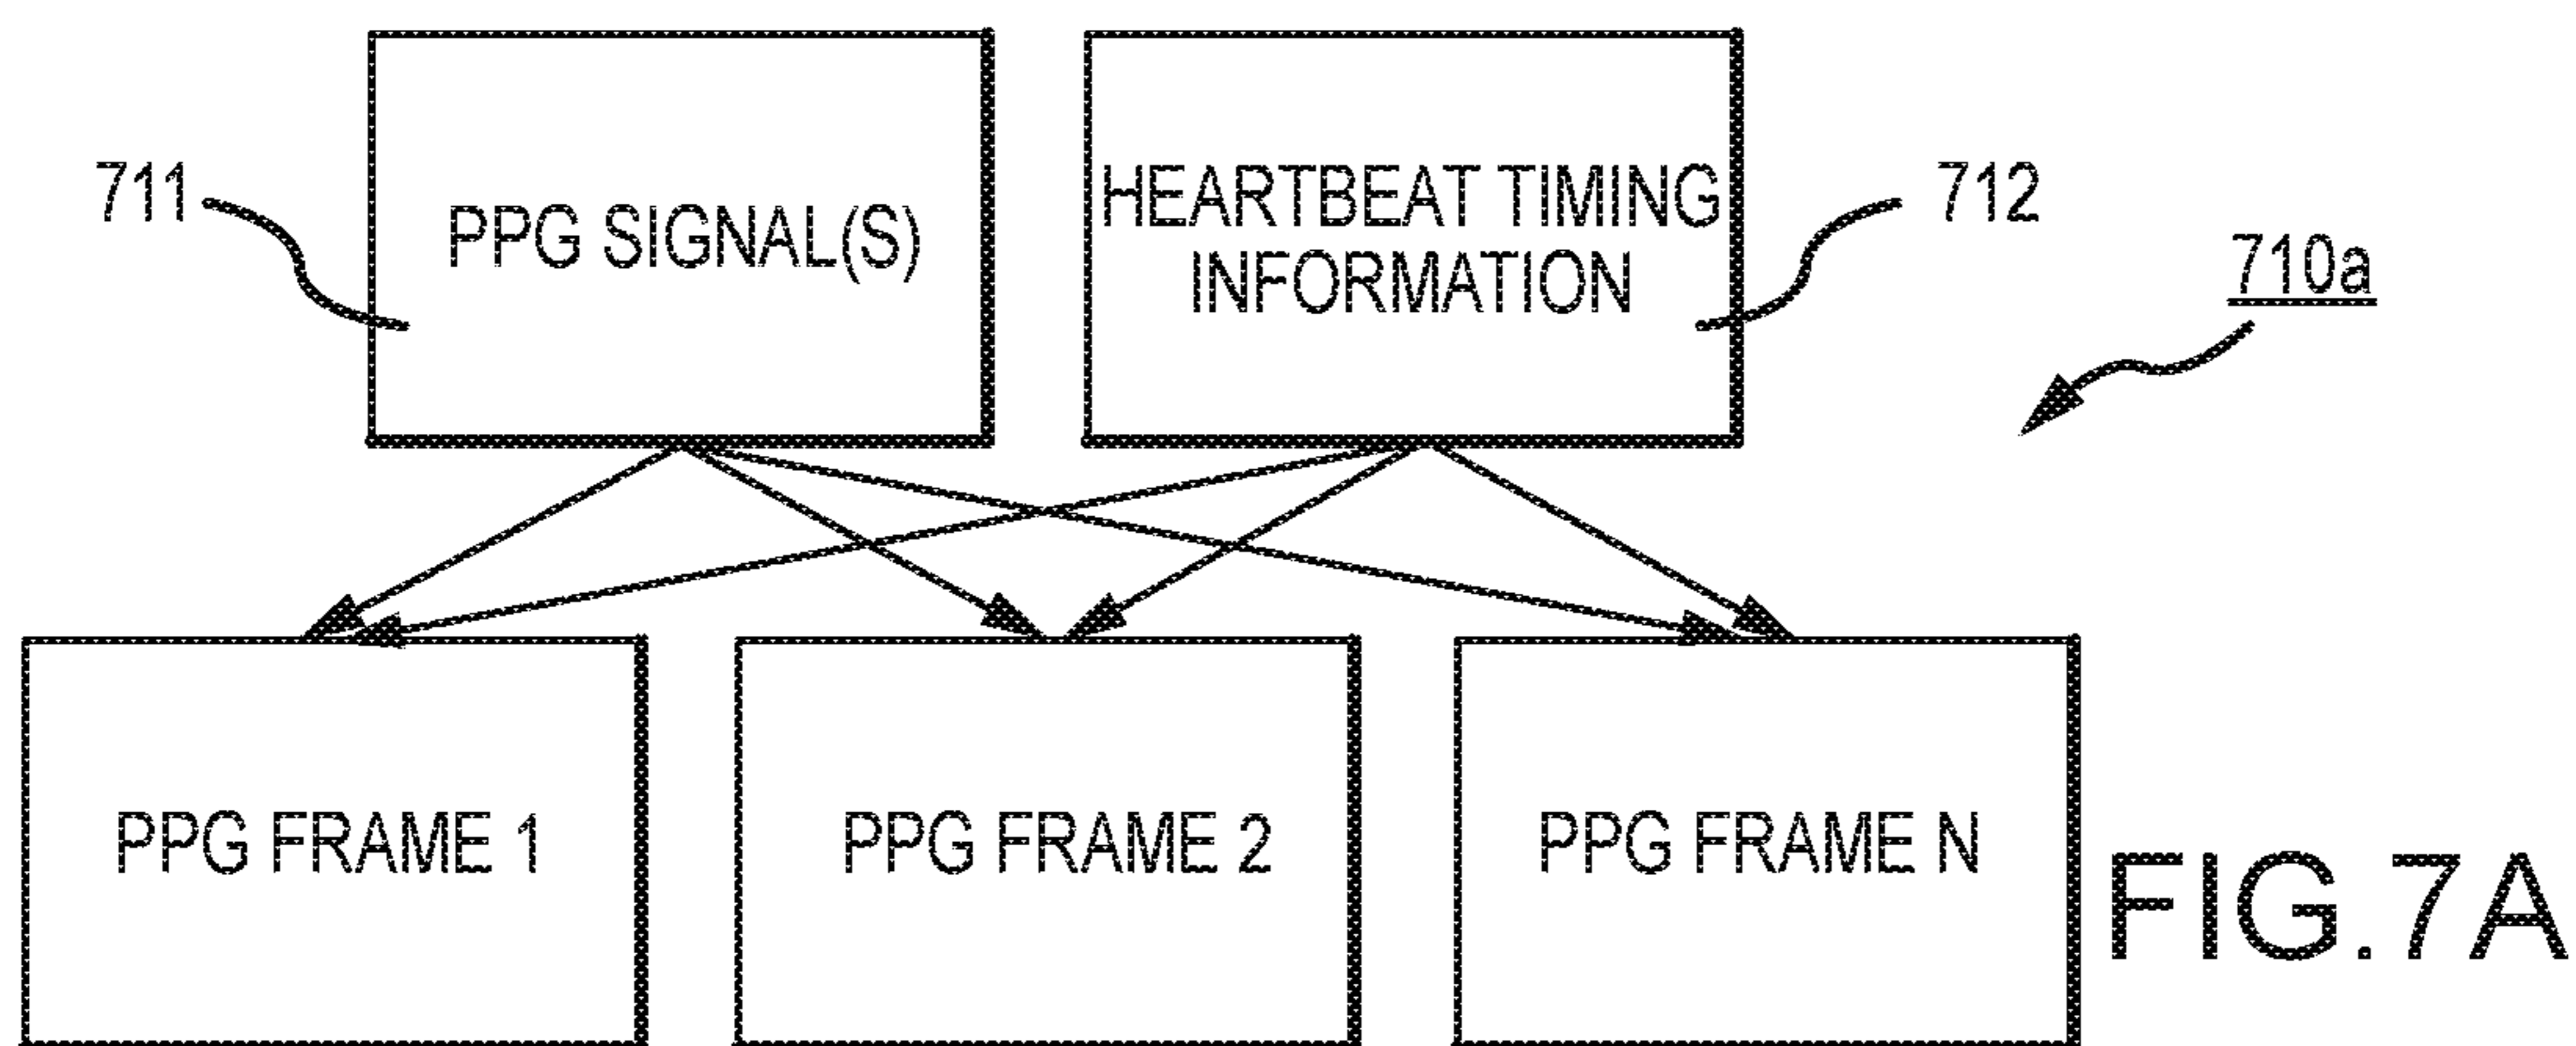 711
PPG SIGNAL(S)
HEARTBEAT TIMING
INFORMATION
712
710a
PPG FRAME 1
PPG FRAME 2
PPG FRAME N
FIG.7A